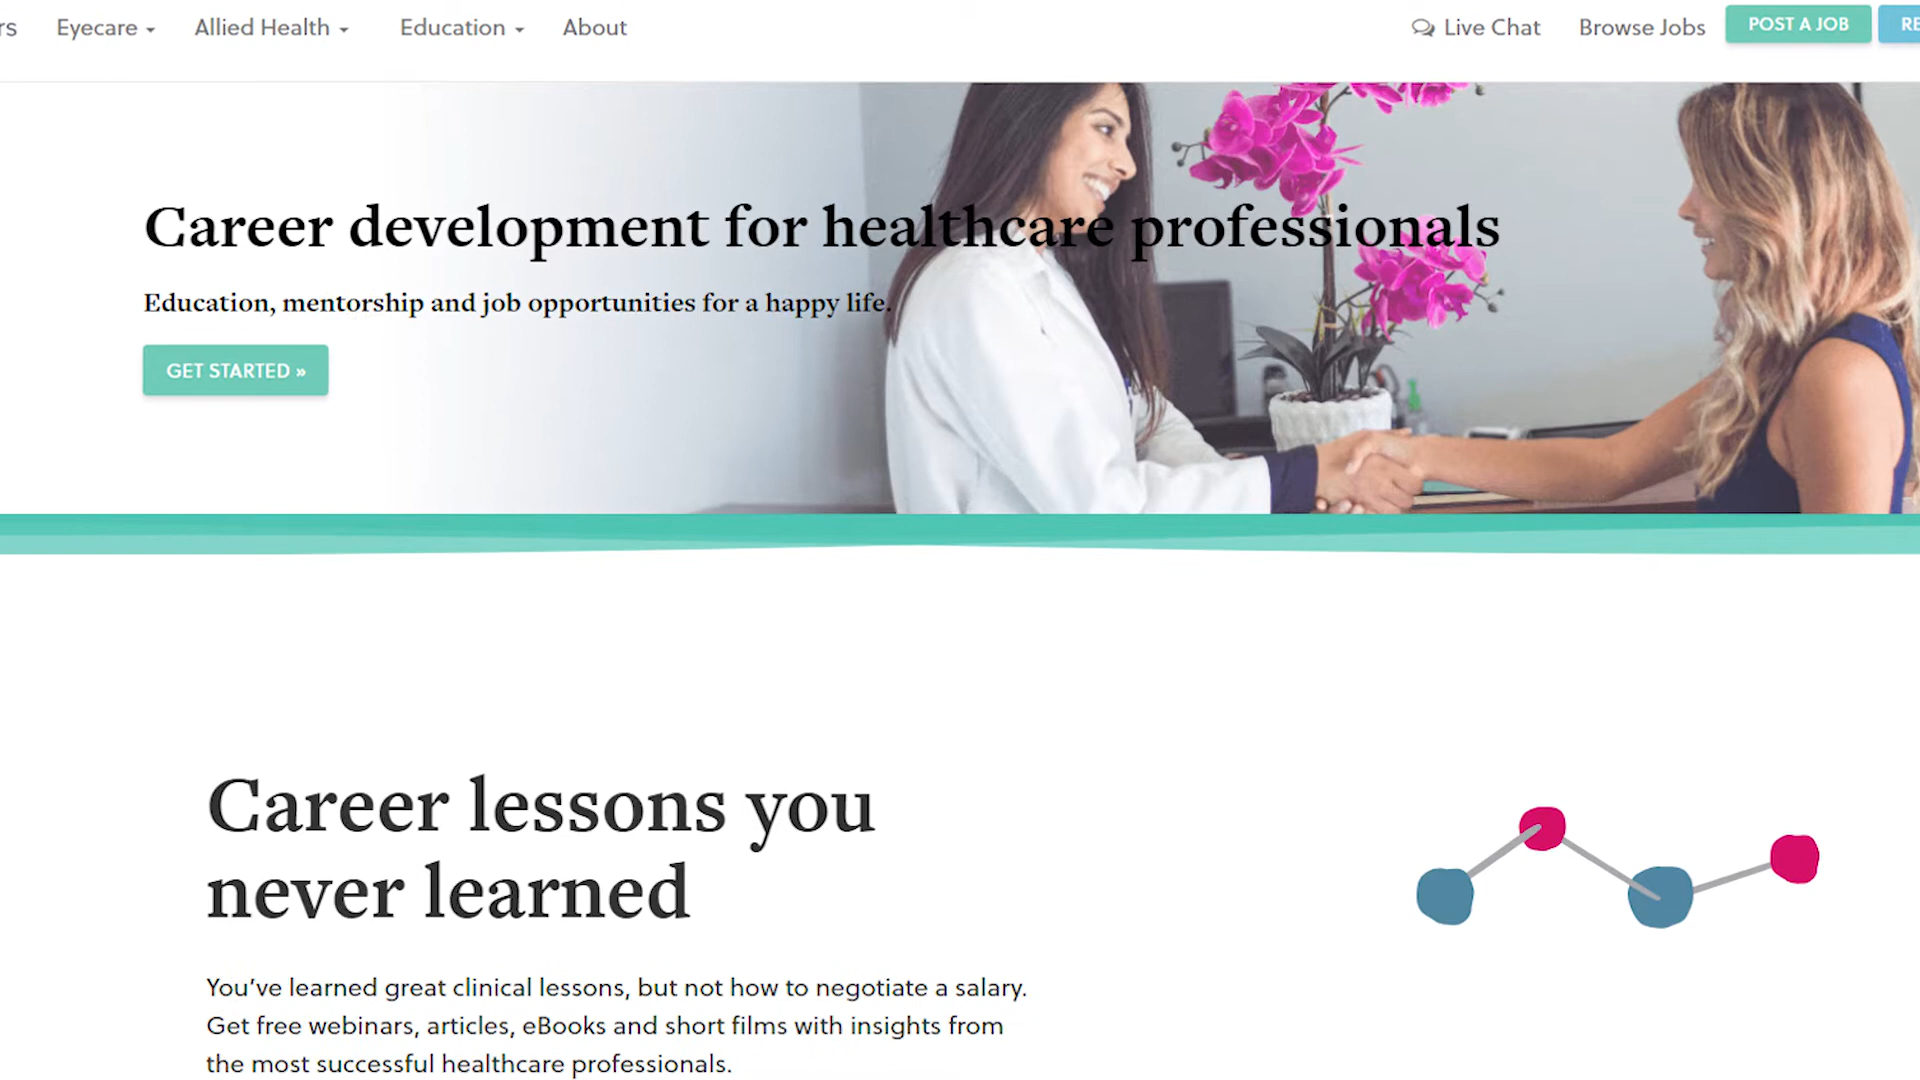 Eyecare
Allied Health
Education
About
Live Chat
Browse Jobs
POST A JOB
Career development for healthcare professionals
Education, mentorship and job opportunities for a happy life.
GET STARTED »
Career lessons you
never learned
You’ve learned great clinical lessons, but not how to negotiate a salary.
Get free webinars, articles, eBooks and short films with insights from
the most successful healthcare professionals.